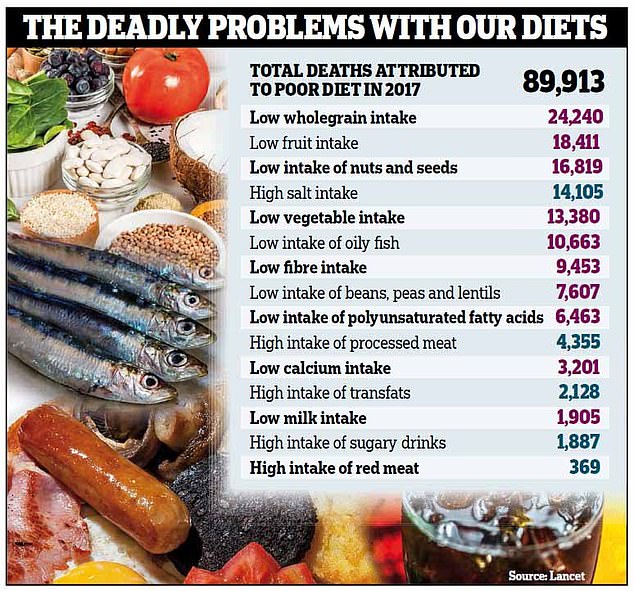 THE DEADLY PROBLEMS WITH OUR DIETS
TOTAL DEATHS ATTRIBUTED
TO POOR DIET IN 2017 89,913
Low wholegrain intake 24,240
Low fruit intake 18,411
Low intake of nuts and seeds 16,819
High salt intake 14,105
Low vegetable intake 13,380
Low intake of oily fish 10,663
Low fibre intake 9,453
Low intake of beans, peas and lentils 7,607
Low intake of polyunsaturated fatty acids 6,463
High intake of processed meat 4,355
Low calcium intake 3,201
High intake of transfats 2,128
Low milk intake 1,905
High intake of sugary drinks 1,887
High intake of red meat 369
Source: Lancet